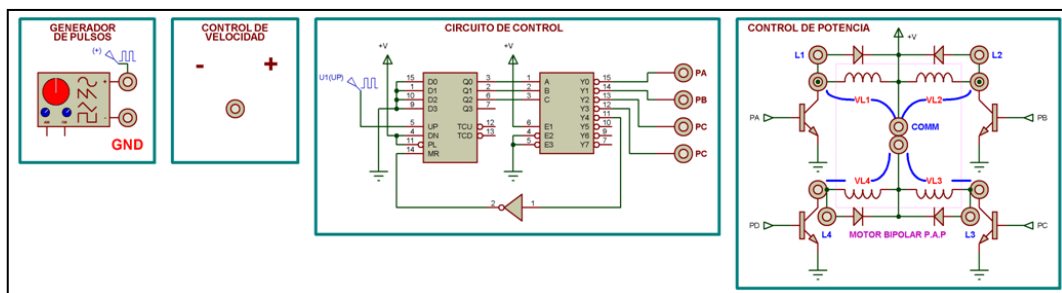 GENERADOR
DE PULSOS
(+)
+
-
GND
CONTROL DE
VELOCIDAD
- +
CIRCUITO DE CONTROL
+V
+V
U1(UP)
15 D0 Q0 3
1 D1 Q1 2
10 D2 Q2 6
9 D3 Q3 7
5 UP TCU 12
4 DN TCD 13
11 PL
14 MR
1 A Y0 15
2 B Y1 14
3 C Y2 13
Y3 12
Y4 11
6 E1 Y5 10
4 E2 Y6 9
5 E3 Y7 7
PA
PB
PC
PC
2 1
CONTROL DE POTENCIA
+V
L1 L2
VL1 VL2
PA COMM PB
VL4 VL3
L4 MOTOR BIPOLAR P.A.P L3
PD PC